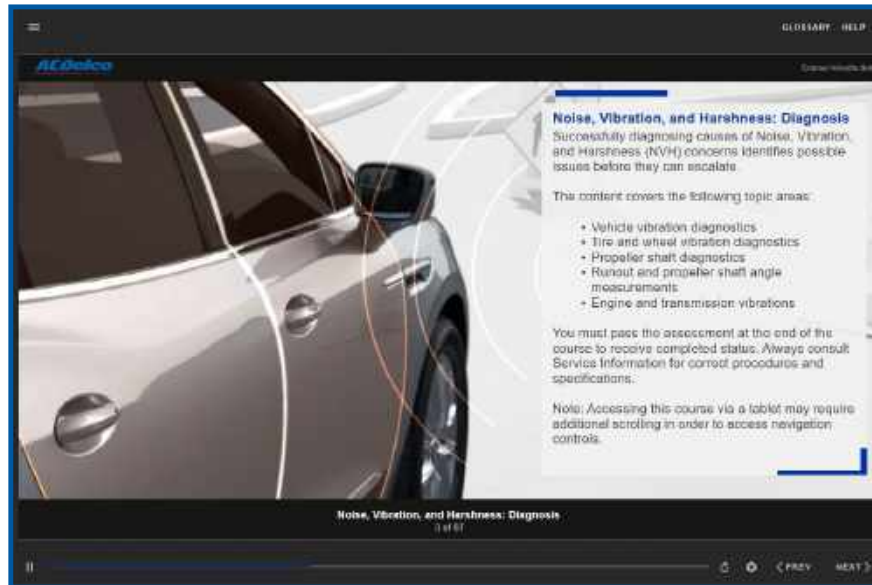 GLOSSARY HELP
ACDelco
Noise, Vibration, and Harshness: Diagnosis
Successfully diagnosing causes of Noise, Vibration,
and Harshness (NVH) concerns identifies possible
issues before they can escalate.
The content covers the following topic areas:
• Vehicle vibration diagnostics
• Tire and wheel vibration diagnostics
• Propeller shaft diagnostics
• Runout and propeller shaft angle
measurements
• Engine and transmission vibrations
You must pass the assessment at the end of the
course to receive completed status. Always consult
Service Information for correct procedures and
specifications.
Note: Accessing this course via a tablet may require
additional scrolling in order to access navigation
controls.
Noise, Vibration, and Harshness: Diagnosis
PREV NEXT